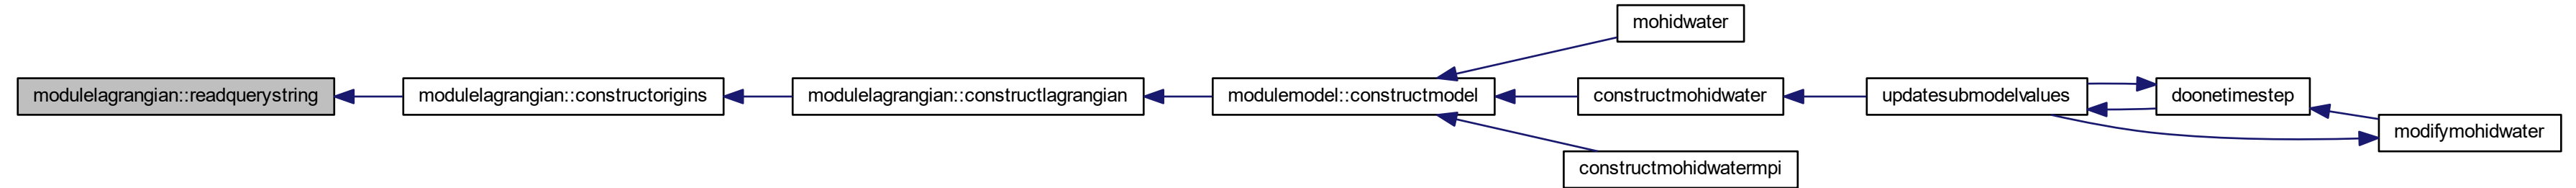 mohidwater
modulelagrangian::readquerystring
modulelagrangian::constructorigins
modulelagrangian::constructlagrangian
modulemodel::constructmodel
constructmohidwater
updatesubmodelvalues
doonetimestep
modifymohidwater
constructmohidwatermpi